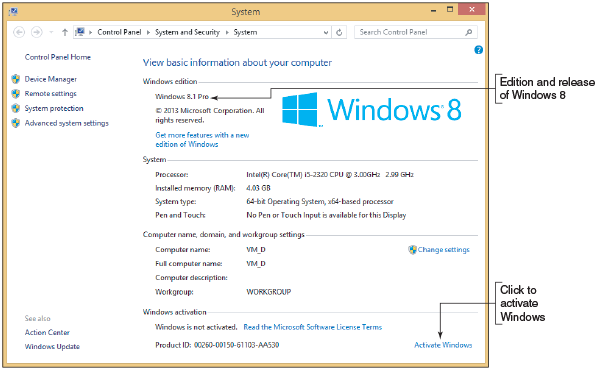 System
Control Panel ▸ System and Security ▸ System
Search Control Panel
Control Panel Home
Device Manager
Remote settings
System protection
Advanced system settings
See also
Action Center
Windows Update
View basic information about your computer
Windows edition
Windows 8.1 Pro
© 2013 Microsoft Corporation. All
rights reserved.
Get more features with a new
edition of Windows
Windows 8
System
Processor: Intel(R) Core(TM) i5-2320 CPU @ 3.00GHz 2.99 GHz
Installed memory (RAM): 4.03 GB
System type: 64-bit Operating System, x64-based processor
Pen and Touch: No Pen or Touch Input is available for this Display
Computer name, domain, and workgroup settings
Computer name: VM_D
Change settings
Full computer name: VM_D
Computer description:
Workgroup: WORKGROUP
Windows activation
Windows is not activated. Read the Microsoft Software License Terms
Product ID: 00260-00150-61103-AA530
Activate Windows
Edition and release
of Windows 8
Click to
activate
Windows